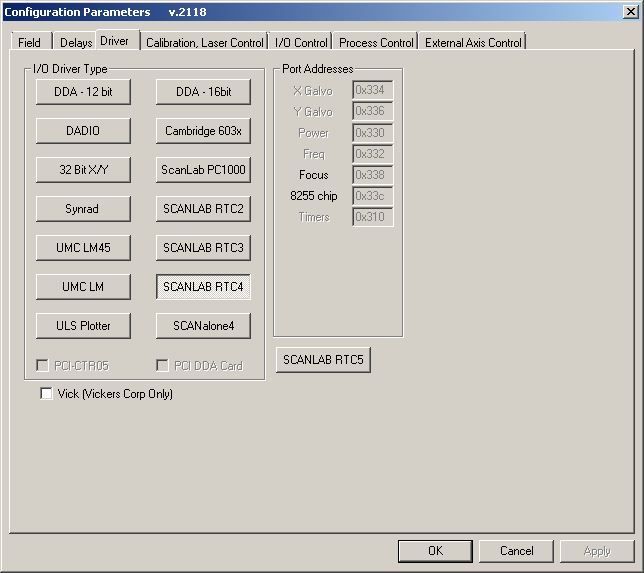 Configuration Parameters v.2118
Field Delays Driver Calibration, Laser Control I/O Control Process Control External Axis Control
I/O Driver Type
DDA - 12 bit DDA - 16bit
DADIO Cambridge 603x
32 Bit X/Y ScanLab PC1000
Synrad SCANLAB RTC2
UMC LM45 SCANLAB RTC3
UMC LM SCANLAB RTC4
ULS Plotter SCANalone4
PCI-CTR05 PCI DDA Card
Port Addresses
X Galvo 0x334
Y Galvo 0x336
Power 0x330
Freq 0x332
Focus 0x338
8255 chip 0x33c
Timers 0x310
SCANLAB RTC5
Vick (Vickers Corp Only)
OK Cancel Apply